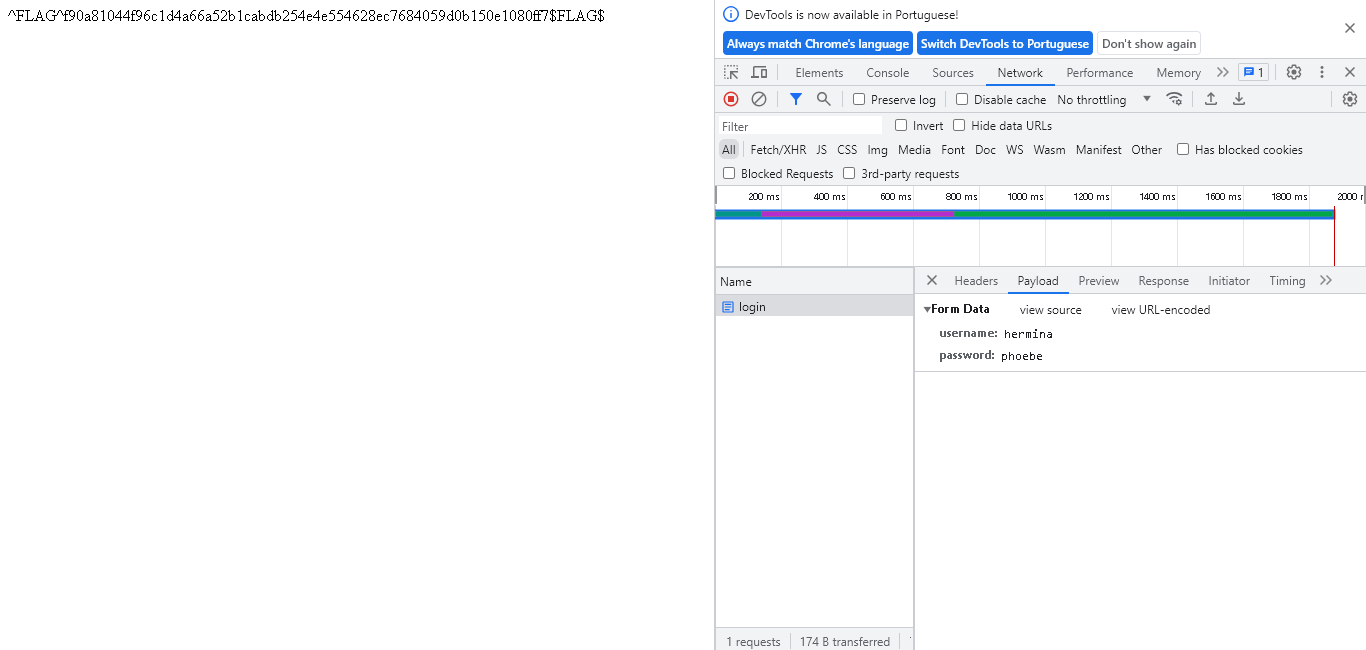 ^FLAG^f90a81044f96c1d4a66a52b1cabdb254e4e554628ec7684059d0b150e1080ff7$FLAG$
DevTools is now available in Portuguese!
Always match Chrome's language Switch DevTools to Portuguese Don't show again
Elements Console Sources Network Performance Memory 1
Preserve log Disable cache No throttling
Filter Invert Hide data URLs
All Fetch/XHR JS CSS Img Media Font Doc WS Wasm Manifest Other Has blocked cookies
Blocked Requests 3rd-party requests
200 ms 400 ms 600 ms 800 ms 1000 ms 1200 ms 1400 ms 1600 ms 1800 ms 2000
Name
login
Headers Payload Preview Response Initiator Timing
Form Data view source view URL-encoded
username: hermina
password: phoebe
1 requests 174 B transferred